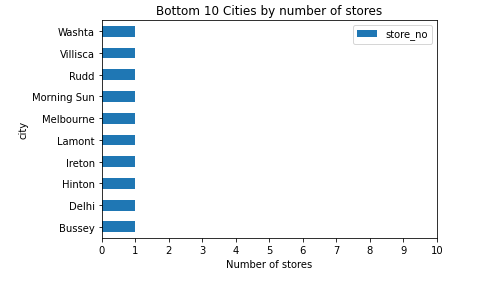 Bottom 10 Cities by number of stores
store_no
Washta
Villisca
Rudd
Morning Sun
Melbourne
Lamont
Ireton
Hinton
Delhi
Bussey
city
0 1 2 3 4 5 6 7 8 9 10
Number of stores